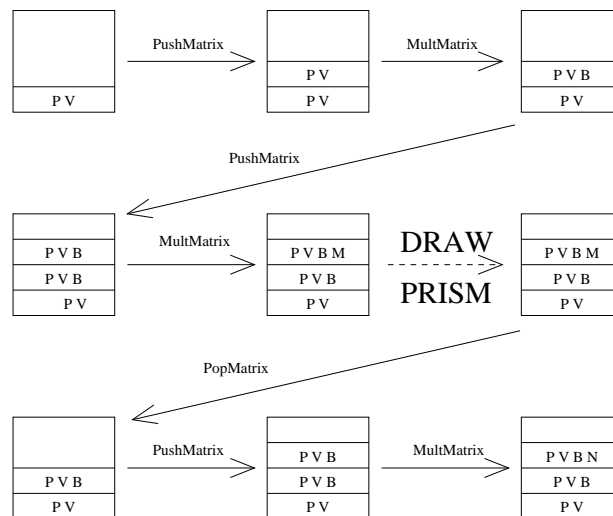 PushMatrix
MultMatrix
P V
P V B
P V
P V
P V
PushMatrix
P V B
MultMatrix
P V B M
DRAW
P V B M
P V B
P V B
P V B
P V
P V
PRISM
P V
PopMatrix
PushMatrix
P V B
MultMatrix
P V B N
P V B
P V B
P V B
P V
P V
P V